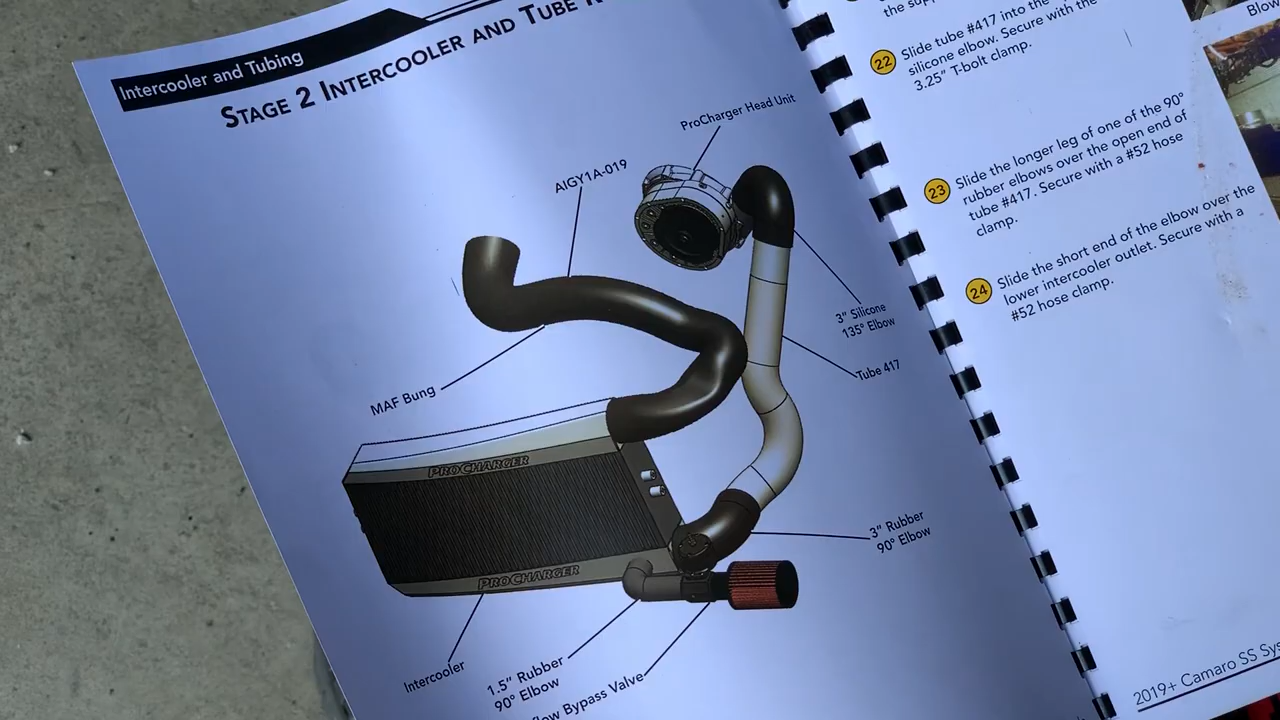 Intercooler and Tubing
STAGE 2 INTERCOOLER AND TUBE
ProCharger Head Unit
AIGY1A-019
3" Silicone
135° Elbow
Tube 417
MAF Bung
PROCHARGER
3" Rubber
90° Elbow
PROCHARGER
Intercooler
1.5" Rubber
90° Elbow
Bypass Valve
the
22 Slide tube #417 into the
silicone elbow. Secure with the
3.25" T-bolt clamp.
23 Slide the longer leg of one of the 90°
rubber elbows over the open end of
tube #417. Secure with a #52 hose
clamp.
24 Slide the short end of the elbow over the
lower intercooler outlet. Secure with a
#52 hose clamp.
2019+ Camaro SS